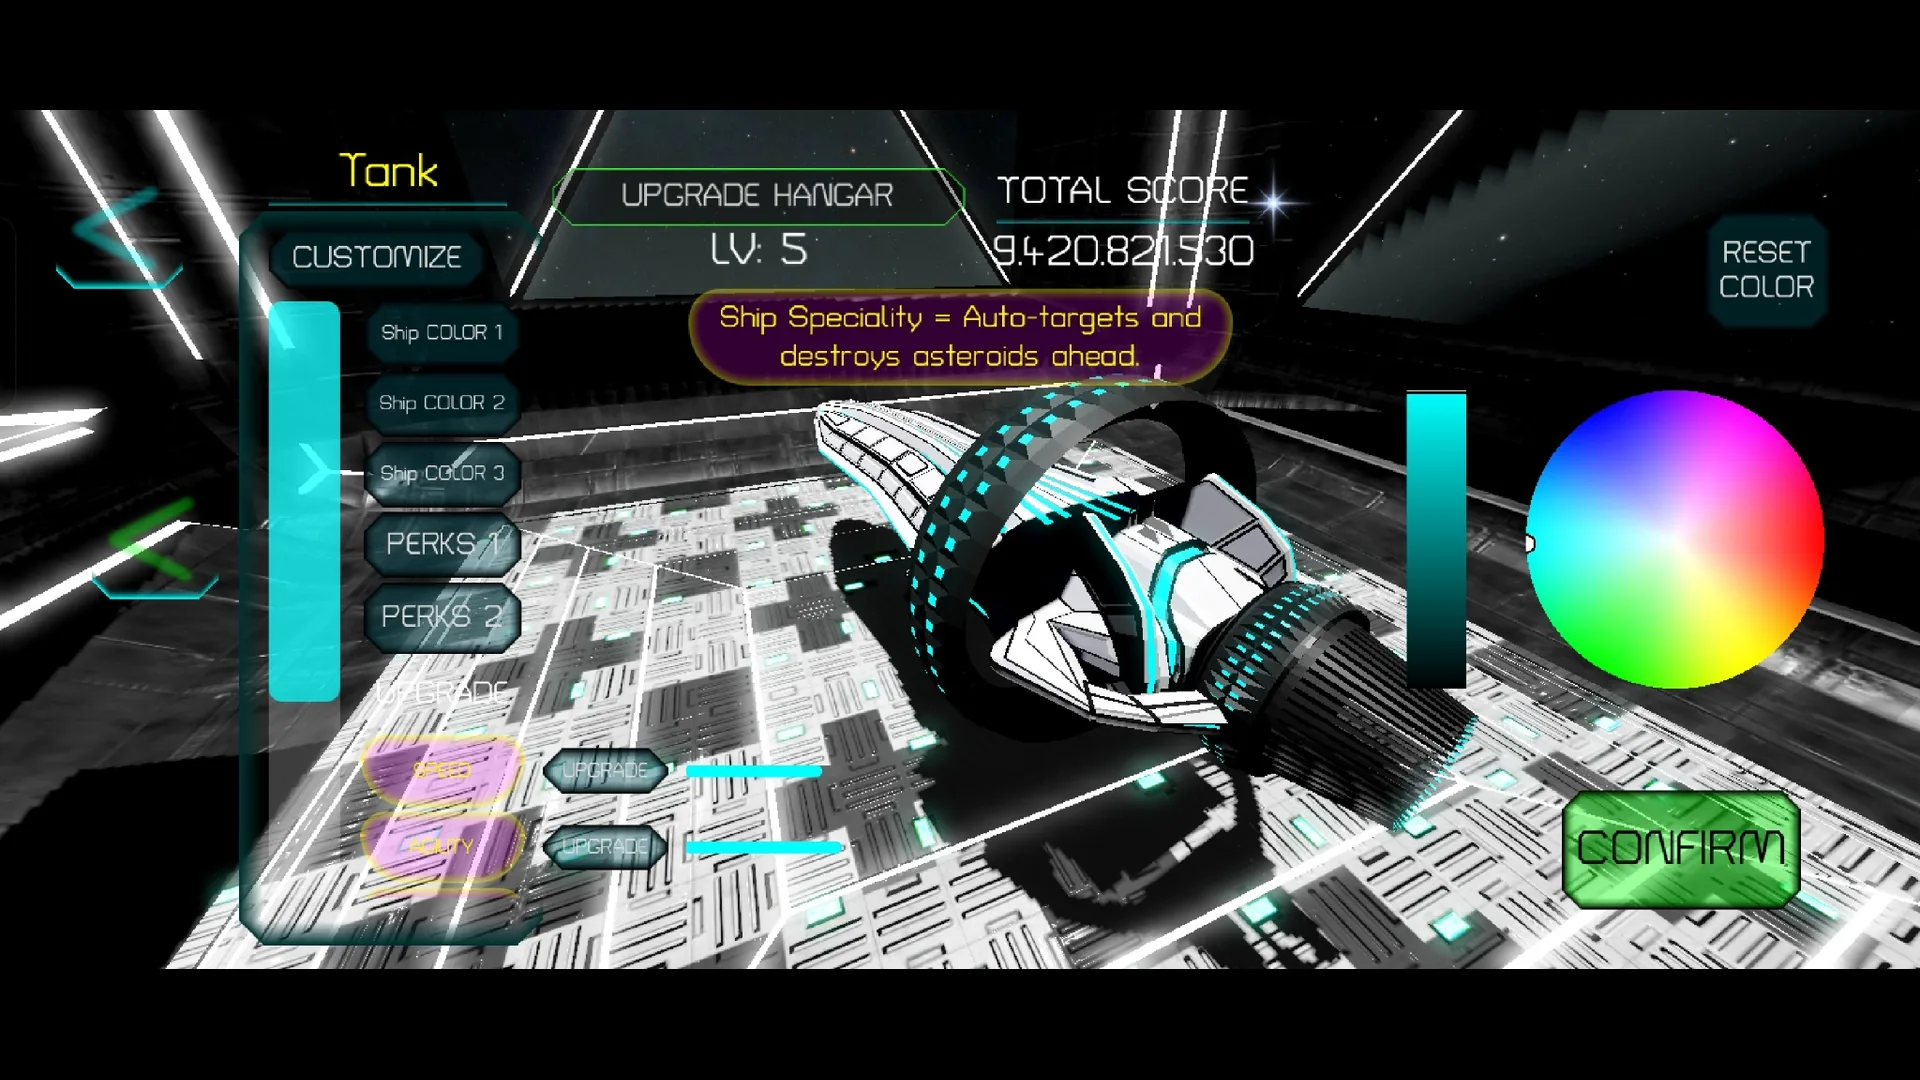 Tank
UPGRADE HANGAR
LV: 5
TOTAL SCORE
9.420.821.530
RESET
COLOR
Ship Speciality = Auto-targets and
destroys asteroids ahead.
CUSTOMIZE
Ship COLOR 1
Ship COLOR 2
Ship COLOR 3
PERKS 1
PERKS 2
UPGRADE
SPEED
UPGRADE
AGILITY
UPGRADE
CONFIRM